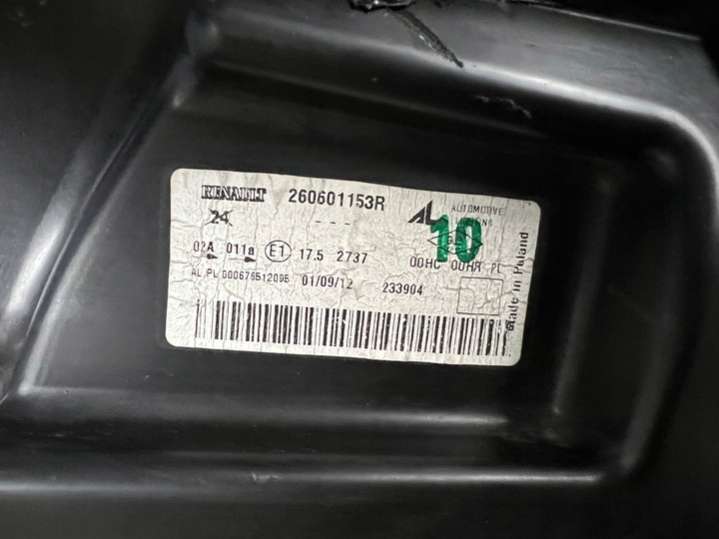 RENAULT 260601153R AL AUTOMOTIVE
24 - - - 10
02A 011a E1 17.5 2737 00HC 00HR PL
AL.PL 01/09/12 233904
Made in Poland